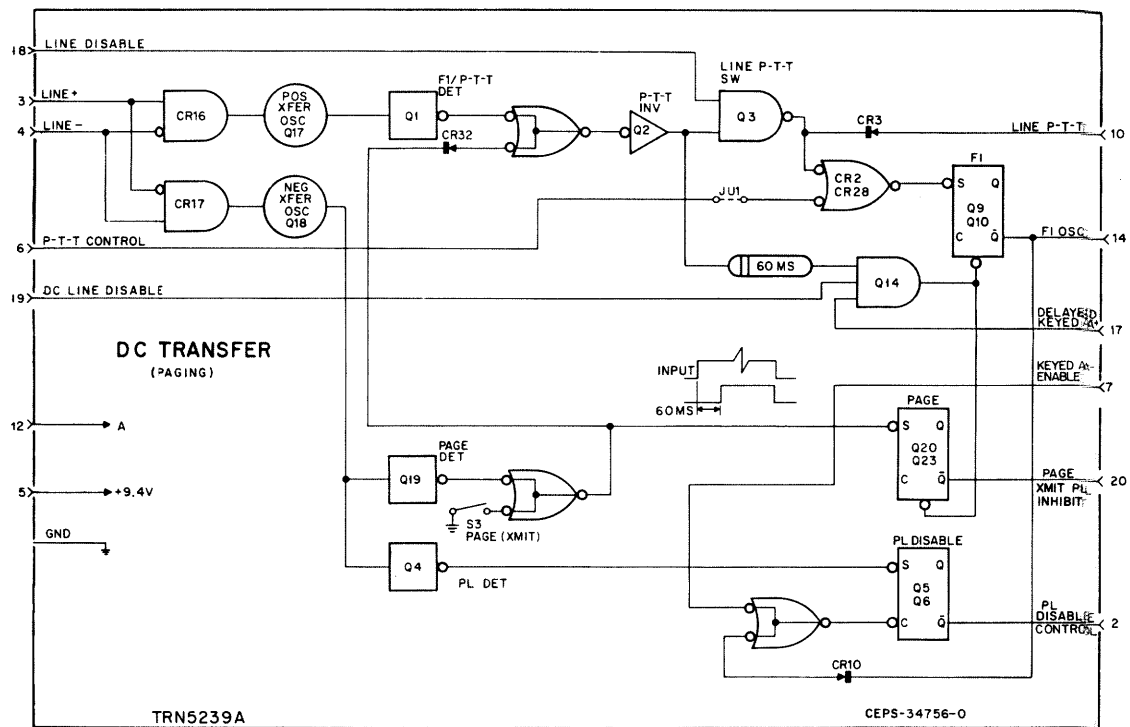 18 LINE DISABLE
3 LINE+
4 LINE-
CR16
POS
XFER
OSC
Q17
F1/P-T-T
DET
Q1
CR32
P-T-T
INV
Q2
LINE P-T-T
SW
Q3
CR3
LINE P-T-T
10
CR17
NEG
XFER
OSC
Q18
JU1
CR2
CR28
F1
S Q
Q9
Q10
C Q̅
F1 OSC
14
6 P-T-T CONTROL
60 MS
Q14
19 DC LINE DISABLE
DELAYED
KEYED A+
17
DC TRANSFER
(PAGING)
INPUT
60MS
KEYED A-
ENABLE
7
12 A
PAGE
S Q
Q20
Q23
C Q̅
PAGE
XMIT PL
INHIBIT
20
PAGE
DET
Q19
S3
PAGE (XMIT)
5 +9.4V
GND
Q4
PL DET
PL DISABLE
S Q
Q5
Q6
C Q̅
PL
DISABLE
CONTROL
2
CR10
TRN5239A
CEPS-34756-O